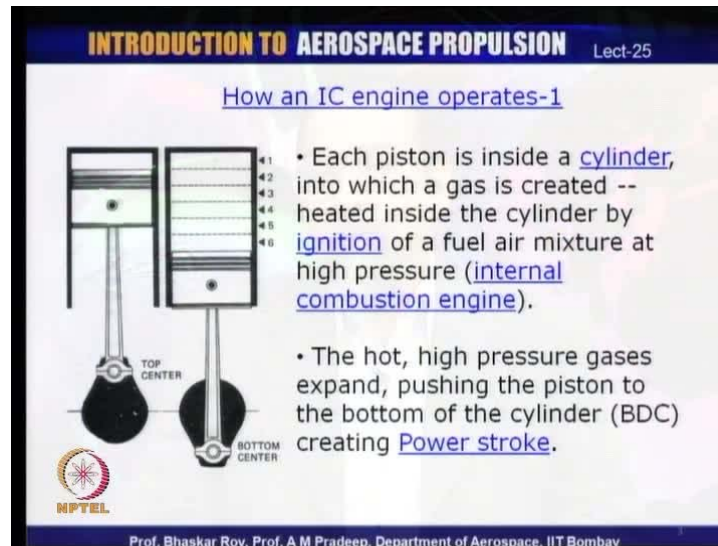 INTRODUCTION TO AEROSPACE PROPULSION Lect-25
How an IC engine operates-1
1
2
3
4
5
6
TOP
CENTER
BOTTOM
CENTER
• Each piston is inside a cylinder,
into which a gas is created --
heated inside the cylinder by
ignition of a fuel air mixture at
high pressure (internal
combustion engine).
• The hot, high pressure gases
expand, pushing the piston to
the bottom of the cylinder (BDC)
creating Power stroke.
NPTEL
Prof. Bhaskar Roy, Prof. A M Pradeep, Department of Aerospace, IIT Bombay